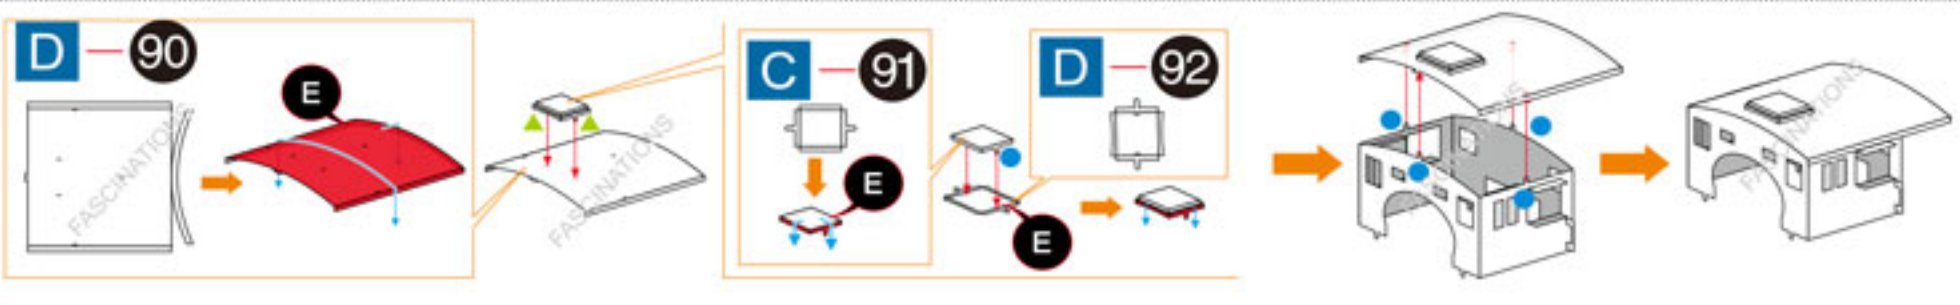 D — 90
E
FASCINATIONS
FASCINATIONS
C — 91
E
D — 92
E
FASCINATIONS
FASCINATIONS